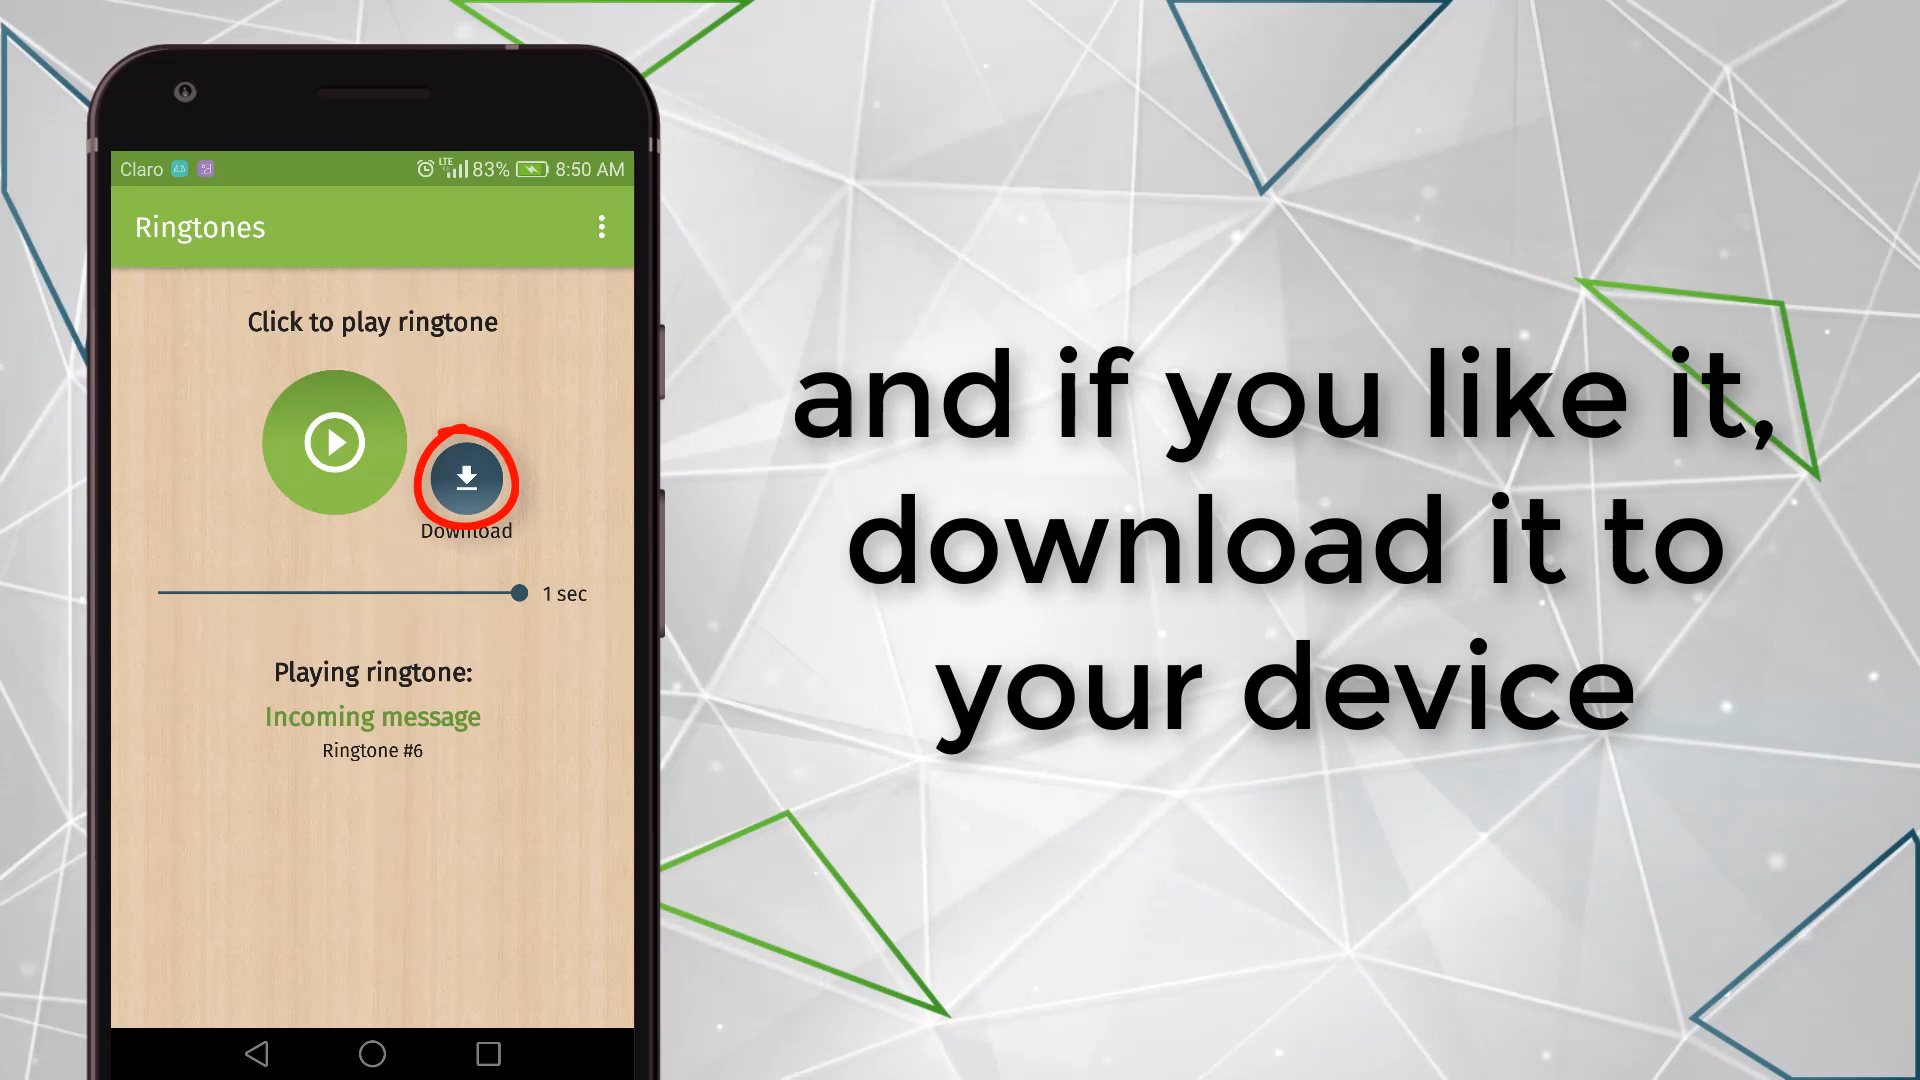 Claro LTE 83% 8:50 AM
Ringtones
Click to play ringtone
Download
1 sec
Playing ringtone:
Incoming message
Ringtone #6
and if you like it,
download it to
your device